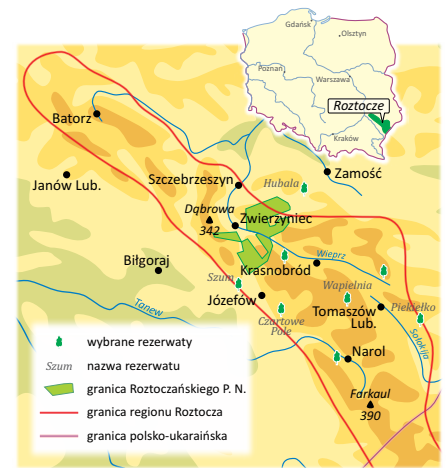 Gdańsk
Olsztyn
Poznań
Warszawa
Roztocze
Kraków
Batorz
Janów Lub.
Szczebrzeszyn
Hubala
Zamość
Dąbrowa
342
Zwierzyniec
Wieprz
Biłgoraj
Krasnobród
Szum
Józefów
Wapielnia
Tanew
Tomaszów
Lub.
Piekiełko
Czartowe
Pole
Sołokija
Narol
Farkaul
390
wybrane rezerwaty
Szum nazwa rezerwatu
granica Roztoczańskiego P. N.
granica regionu Roztocza
granica polsko-ukaraińska